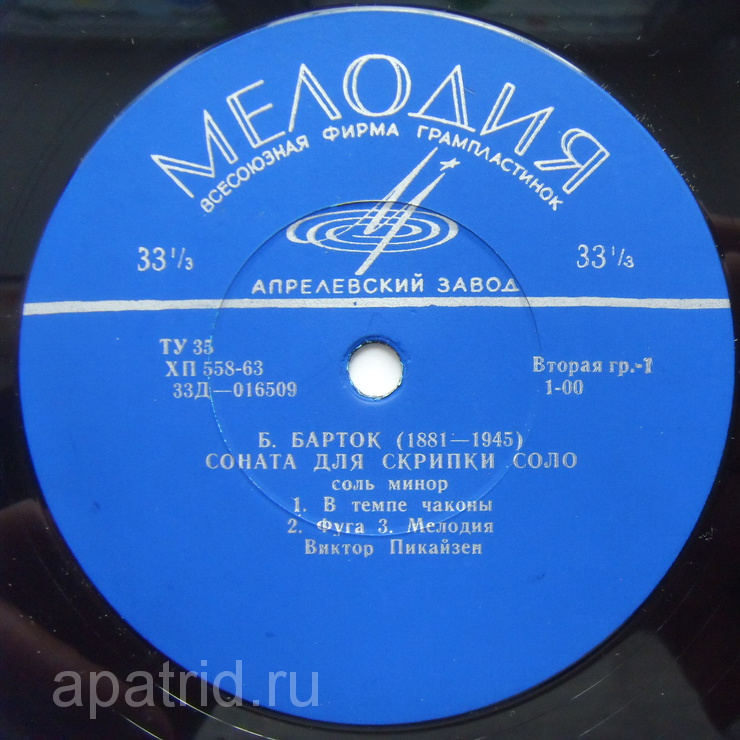 МЕЛОДИЯ
ВСЕСОЮЗНАЯ ФИРМА ГРАМПЛАСТИНОК
33 1/3
33 1/3
АПРЕЛЕВСКИЙ ЗАВОД
ТУ 35
ХП 558-63
33Д—016509
Вторая гр.-1
1-00
Б. БАРТОК (1881—1945)
СОНАТА ДЛЯ СКРИПКИ СОЛО
соль минор
1. В темпе чаконы
2. Фуга 3. Мелодия
Виктор Пикайзен
apatrid.ru